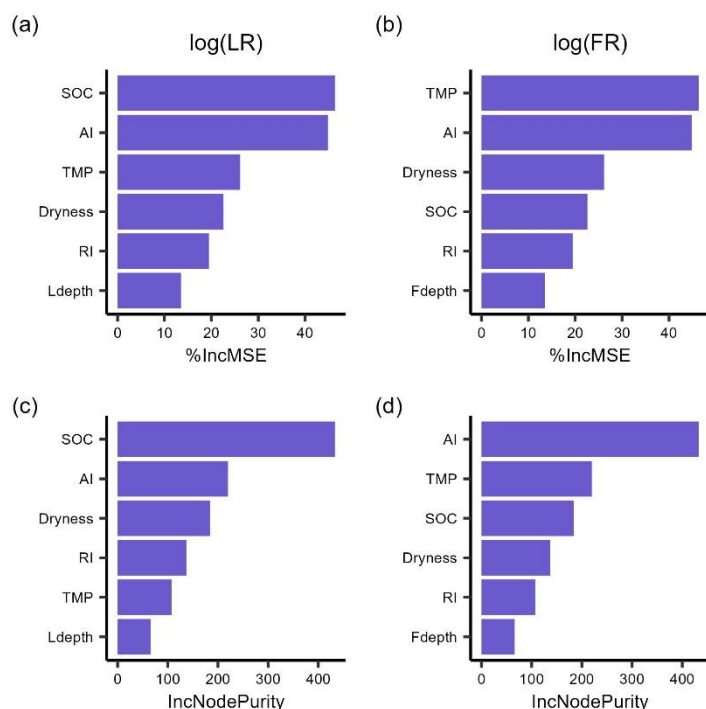 (a)
log(LR)
SOC
AI
TMP
Dryness
RI
Ldepth
0 10 20 30 40
%IncMSE
(b)
log(FR)
TMP
AI
Dryness
SOC
RI
Fdepth
0 10 20 30 40
%IncMSE
(c)
SOC
AI
Dryness
RI
TMP
Ldepth
0 100 200 300 400
IncNodePurity
(d)
AI
TMP
SOC
Dryness
RI
Fdepth
0 100 200 300 400
IncNodePurity